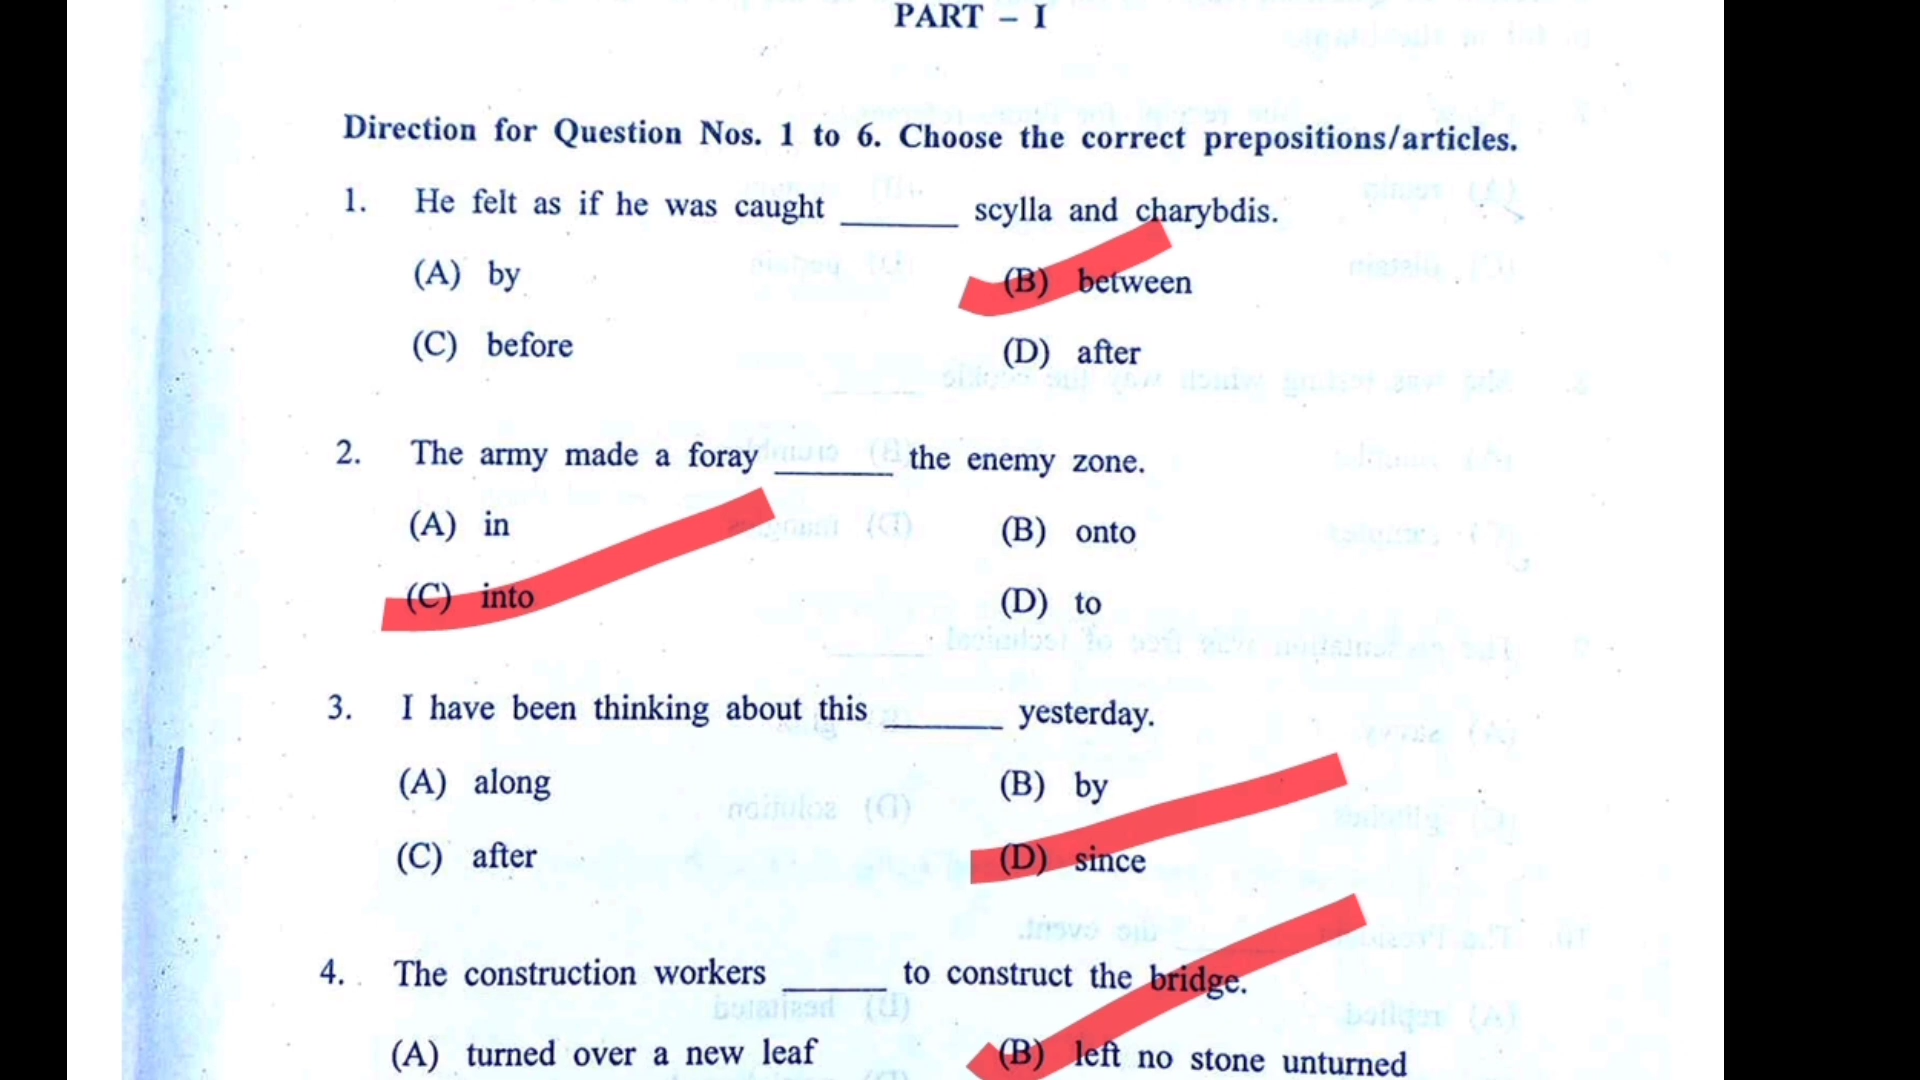 PART – I
Direction for Question Nos. 1 to 6. Choose the correct prepositions/articles.
1. He felt as if he was caught _______ scylla and charybdis.
(A) by (B) between
(C) before (D) after
2. The army made a foray _______ the enemy zone.
(A) in (B) onto
(C) into (D) to
3. I have been thinking about this _______ yesterday.
(A) along (B) by
(C) after (D) since
4. The construction workers _______ to construct the bridge.
(A) turned over a new leaf (B) left no stone unturned